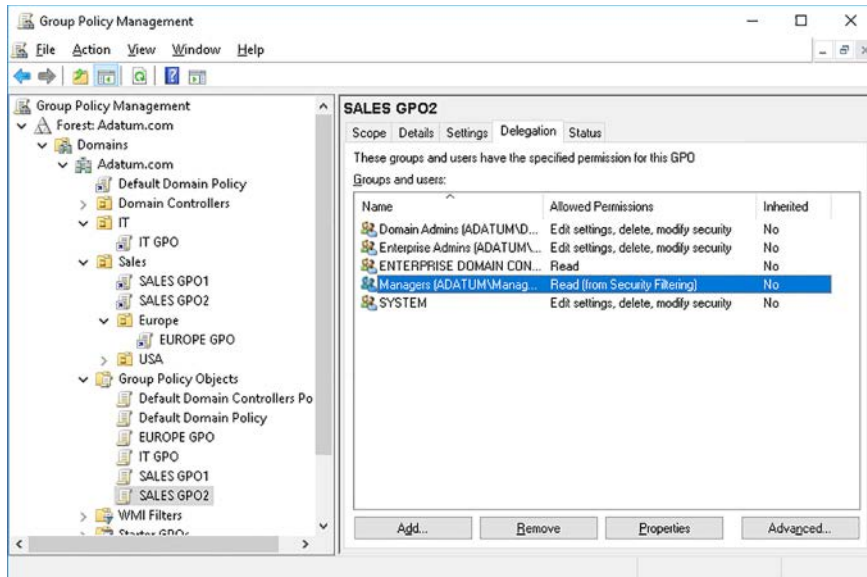 Group Policy Management
File Action View Window Help
Group Policy Management
Forest: Adatum.com
Domains
Adatum.com
Default Domain Policy
Domain Controllers
IT
IT GPO
Sales
SALES GPO1
SALES GPO2
Europe
EUROPE GPO
USA
Group Policy Objects
Default Domain Controllers Po
Default Domain Policy
EUROPE GPO
IT GPO
SALES GPO1
SALES GPO2
WMI Filters
Starter GPOs
SALES GPO2
Scope Details Settings Delegation Status
These groups and users have the specified permission for this GPO
Groups and users:
Name Allowed Permissions Inherited
Domain Admins (ADATUM\D... Edit settings, delete, modify security No
Enterprise Admins (ADATUM\... Edit settings, delete, modify security No
ENTERPRISE DOMAIN CON... Read No
Managers (ADATUM\Manag... Read (from Security Filtering) No
SYSTEM Edit settings, delete, modify security No
Add... Remove Properties Advanced...